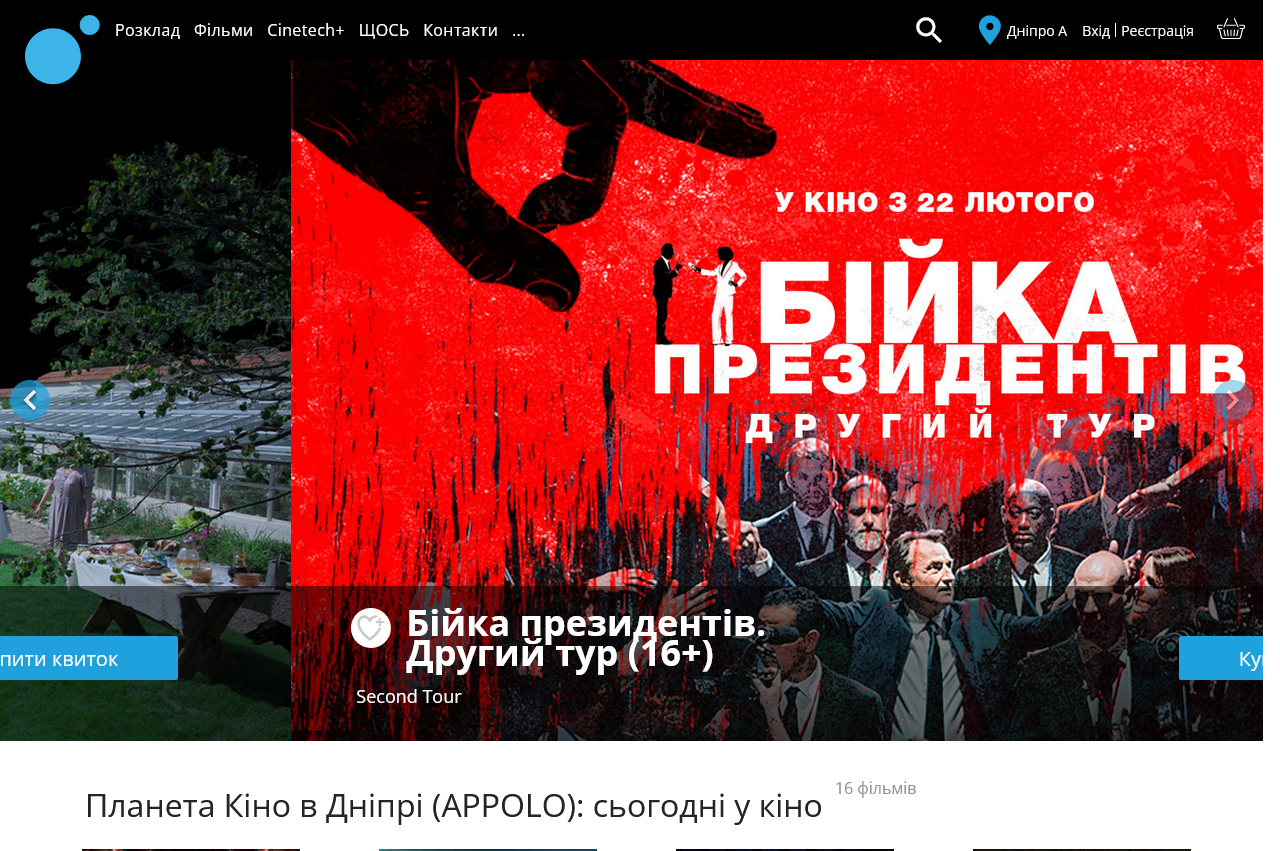 Розклад Фільми Cinetech+ ЩОСЬ Контакти ...
Дніпро А Вхід | Реєстрація
У КІНО З 22 ЛЮТОГО
БІЙКА
ПРЕЗИДЕНТІВ
ДРУГИЙ ТУР
Бійка президентів.
Другий тур (16+)
пити квиток
Ку
Second Tour
Планета Кіно в Дніпрі (APPOLO): сьогодні у кіно
16 фільмів